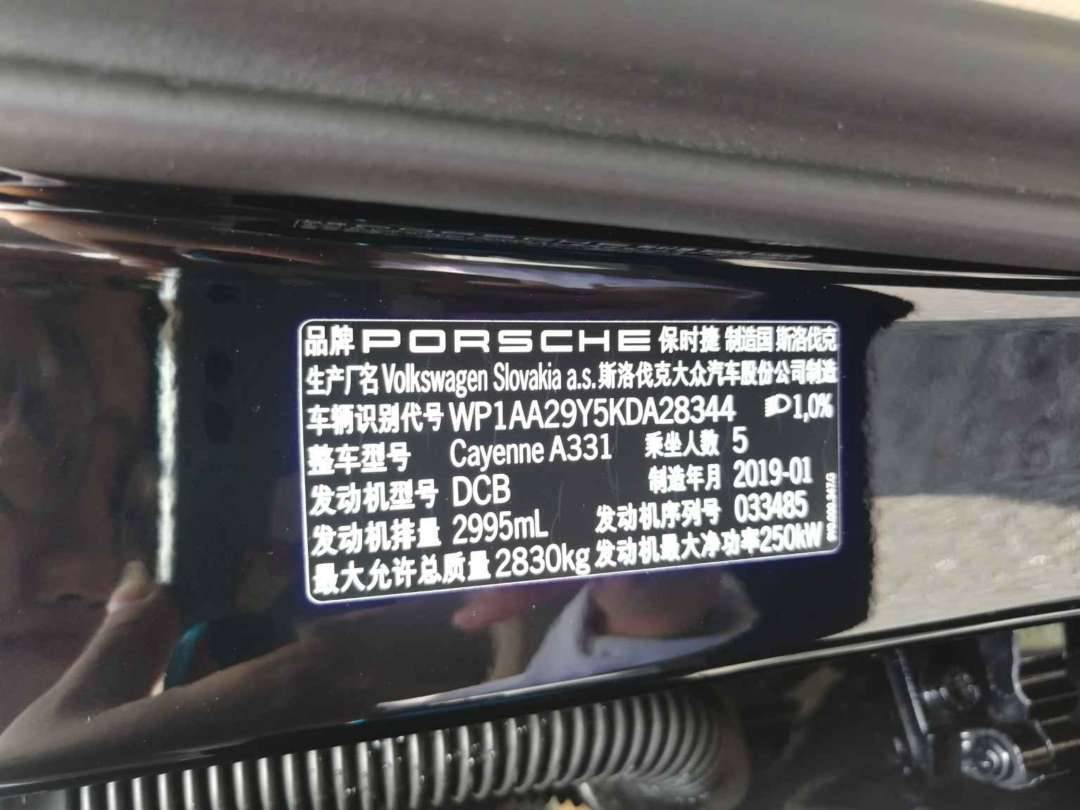 品牌 PORSCHE 保时捷 制造国 斯洛伐克
生产厂名 Volkswagen Slovakia a.s. 斯洛伐克大众汽车股份公司制造
车辆识别代号 WP1AA29Y5KDA28344 1,0%
整车型号 Cayenne A331 乘坐人数 5
发动机型号 DCB 制造年月 2019-01
发动机排量 2995mL 发动机序列号 033485
最大允许总质量 2830kg 发动机最大净功率 250kW